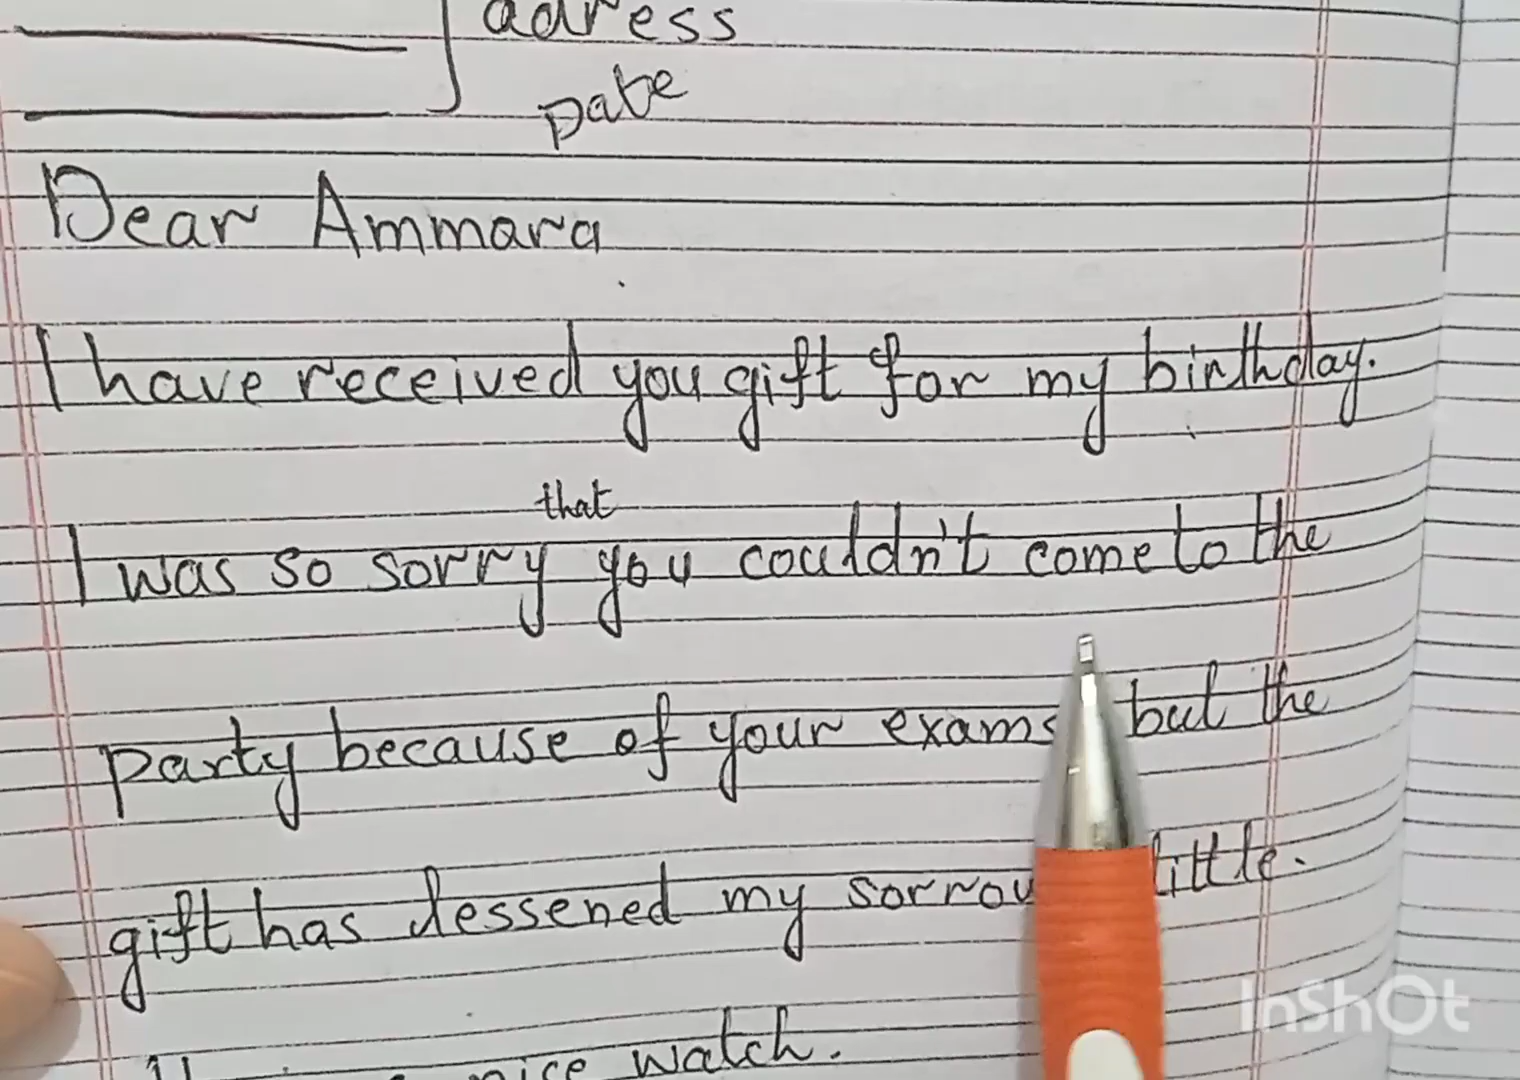 adress
Date
Dear Ammara
I have received you gift for my birthday.
that
I was so sorry you couldn't come to the
party because of your exams but the
gift has lessened my sorrow little.
nice watch.
InShOt